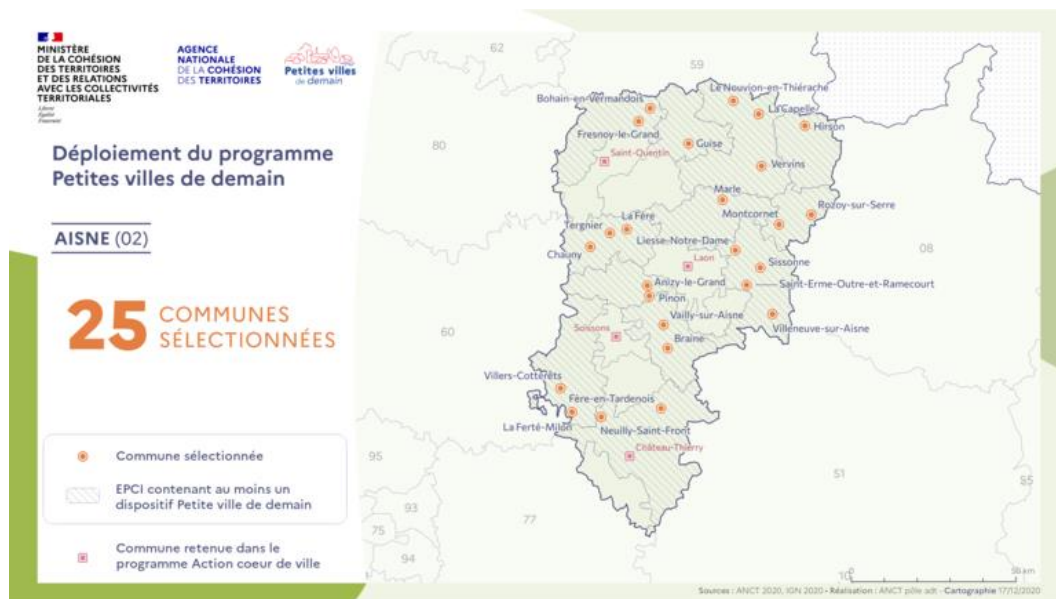 MINISTÈRE
DE LA COHÉSION
DES TERRITOIRES
ET DES RELATIONS
AVEC LES COLLECTIVITÉS
TERRITORIALES
Liberté
Égalité
Fraternité
AGENCE
NATIONALE
DE LA COHÉSION
DES TERRITOIRES
Petites villes
de demain
Déploiement du programme
Petites villes de demain
AISNE (02)
25 COMMUNES
SÉLECTIONNÉES
Commune sélectionnée
EPCI contenant au moins un
dispositif Petite ville de demain
Commune retenue dans le
programme Action coeur de ville
62
59
80
08
60
95
93
75
94
77
51
55
10
Le Nouvion-en-Thiérache
Bohain-en-Vermandois
La Capelle
Hirson
Fresnoy-le-Grand
Guise
Saint-Quentin
Vervins
Marle
Rozoy-sur-Serre
Montcornet
La Fère
Tergnier
Liesse-Notre-Dame
Chauny
Laon
Sissonne
Anizy-le-Grand
Saint-Erme-Outre-et-Ramecourt
Pinon
Vailly-sur-Aisne
Villeneuve-sur-Aisne
Soissons
Braine
Villers-Cotterêts
Fère-en-Tardenois
La Ferté-Milon
Neuilly-Saint-Front
Château-Thierry
0
50 km
Sources : ANCT 2020, IGN 2020 - Réalisation : ANCT pôle adt - Cartographie 17/12/2020